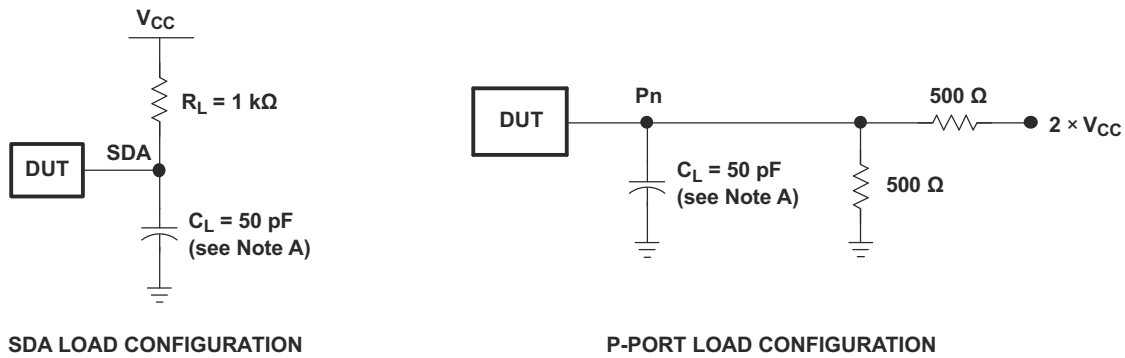 VCC
RL = 1 kΩ
SDA
DUT
CL = 50 pF
(see Note A)
SDA LOAD CONFIGURATION
DUT
Pn
500 Ω
2 × VCC
CL = 50 pF
(see Note A)
500 Ω
P-PORT LOAD CONFIGURATION